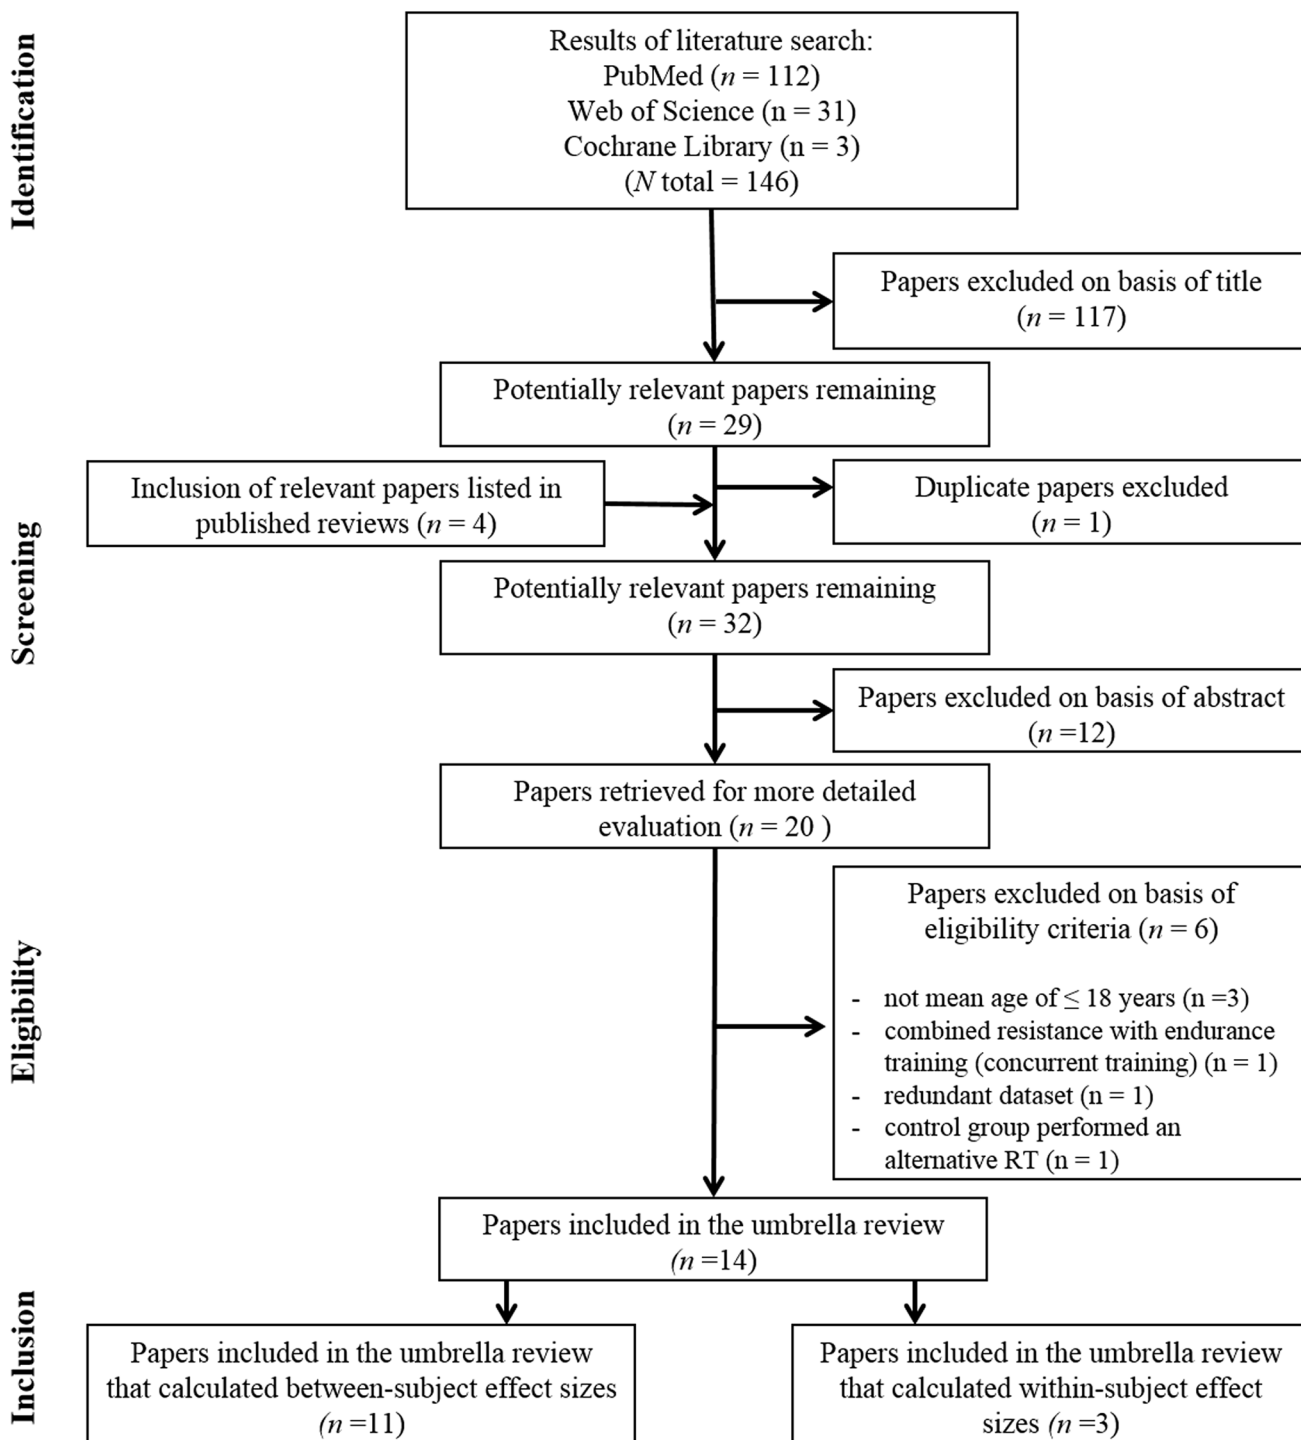 Identification
Results of literature search:
PubMed (n = 112)
Web of Science (n = 31)
Cochrane Library (n = 3)
(N total = 146)
Papers excluded on basis of title
(n = 117)
Potentially relevant papers remaining
(n = 29)
Screening
Inclusion of relevant papers listed in
published reviews (n = 4)
Duplicate papers excluded
(n = 1)
Potentially relevant papers remaining
(n = 32)
Papers excluded on basis of abstract
(n =12)
Papers retrieved for more detailed
evaluation (n = 20 )
Eligibility
Papers excluded on basis of
eligibility criteria (n = 6)
- not mean age of ≤ 18 years (n =3)
- combined resistance with endurance
training (concurrent training) (n = 1)
- redundant dataset (n = 1)
- control group performed an
alternative RT (n = 1)
Papers included in the umbrella review
(n =14)
Inclusion
Papers included in the umbrella review
that calculated between-subject effect sizes
(n =11)
Papers included in the umbrella review
that calculated within-subject effect
sizes (n =3)